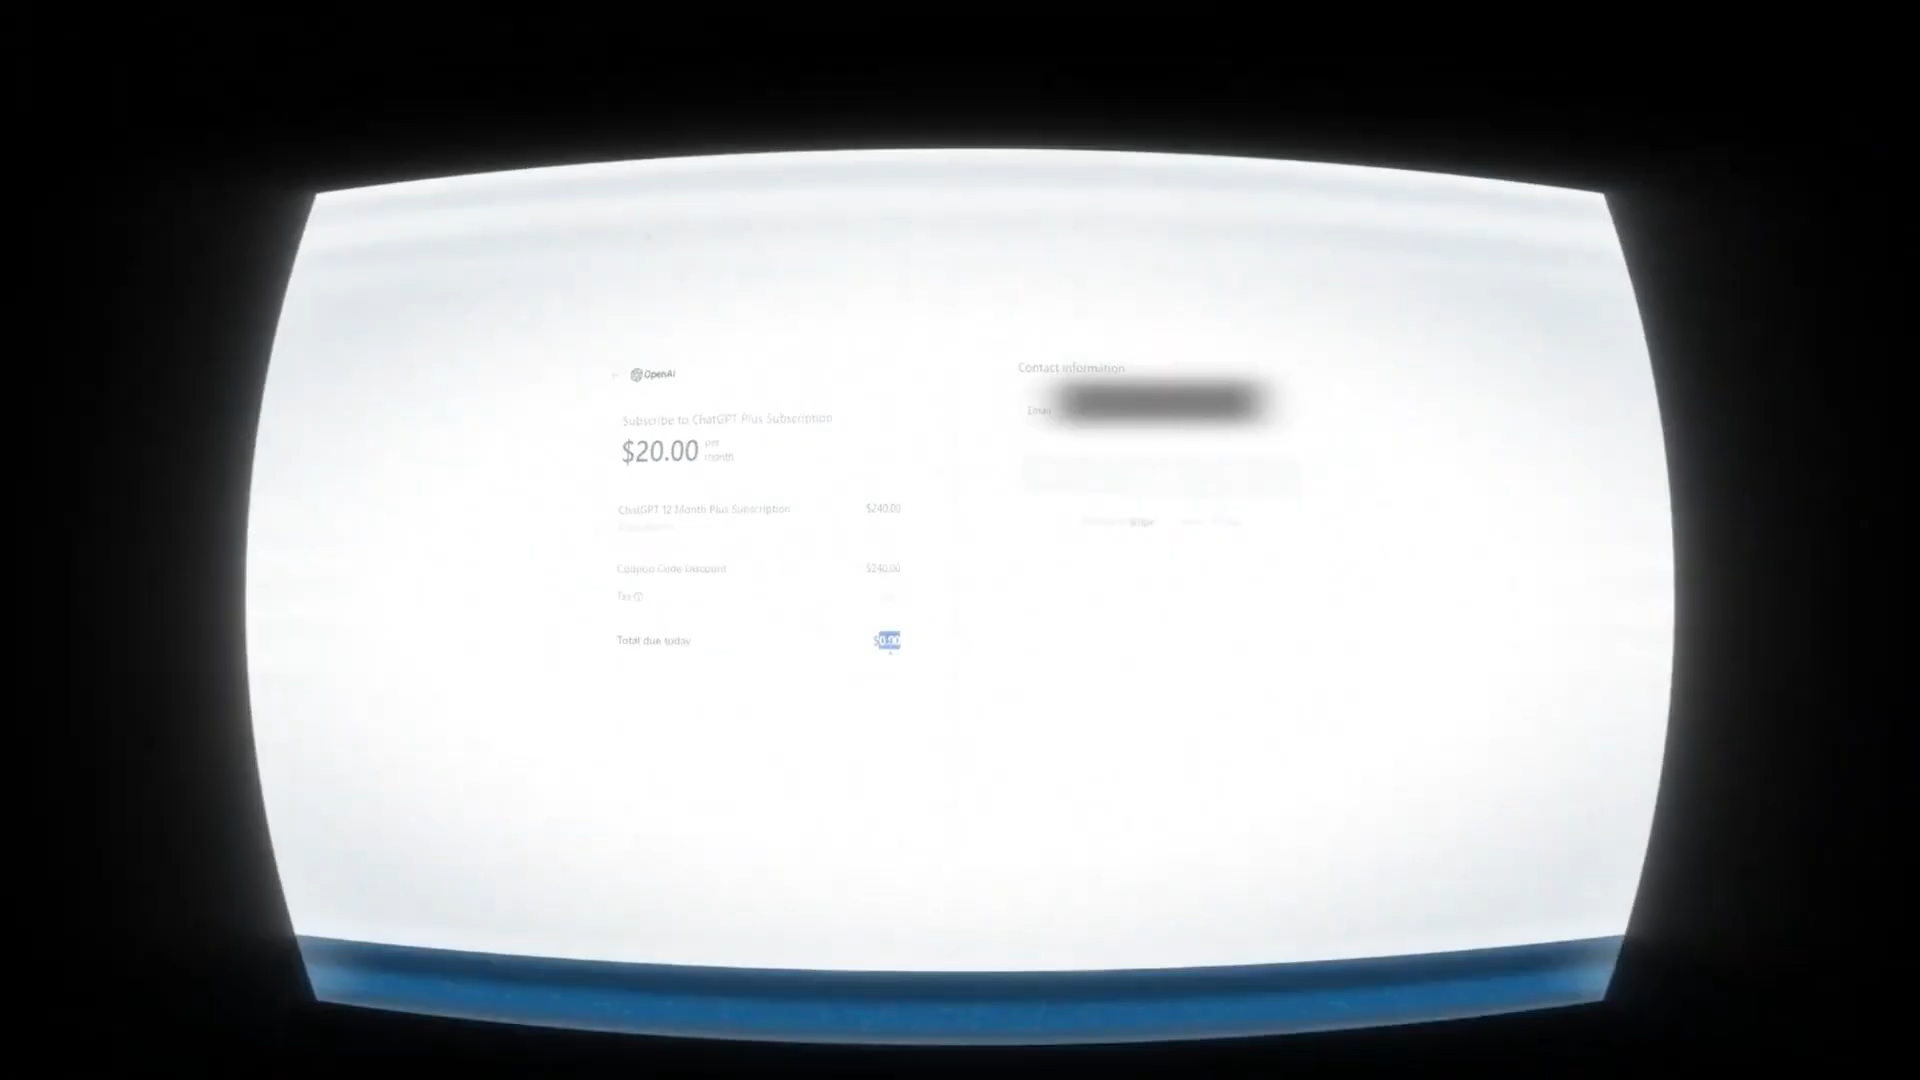 OpenAI
Subscribe to ChatGPT Plus Subscription
$20.00 per month
ChatGPT 12 Month Plus Subscription $240.00
Coupon Code Discount $240.00
Tax
Total due today $0.00
Contact information
Email
stripe